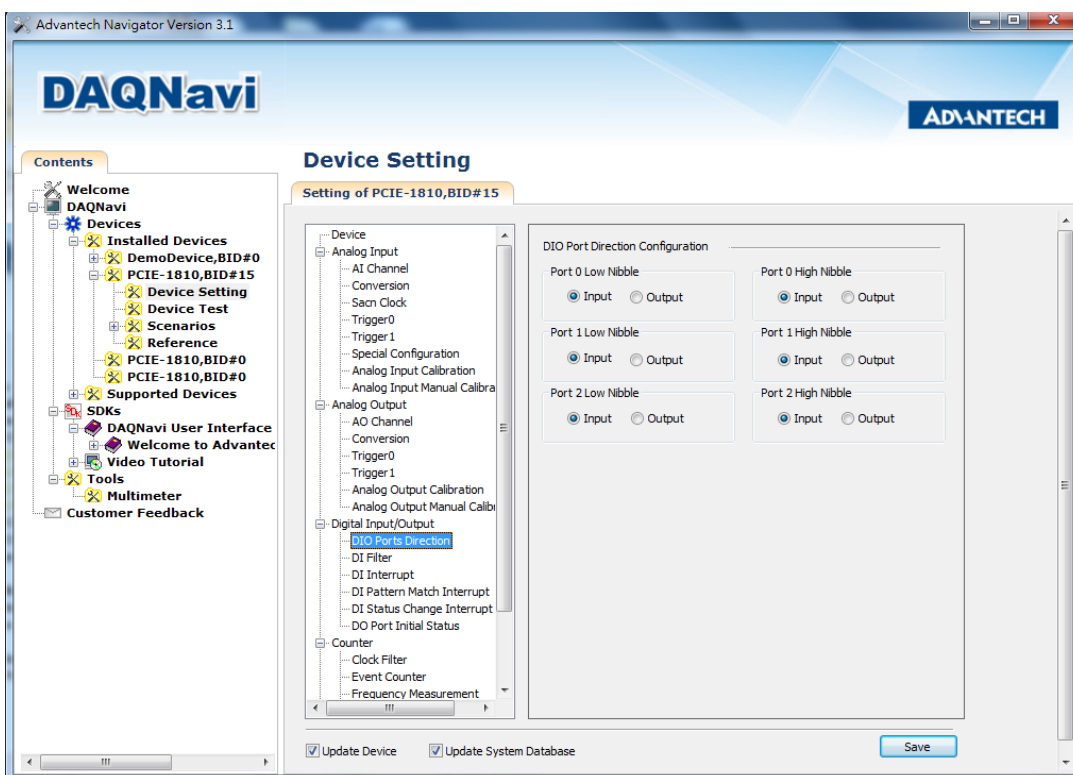 Advantech Navigator Version 3.1
DAQNavi
ADVANTECH
Contents
Welcome
DAQNavi
Devices
Installed Devices
DemoDevice,BID#0
PCIE-1810,BID#15
Device Setting
Device Test
Scenarios
Reference
PCIE-1810,BID#0
PCIE-1810,BID#0
Supported Devices
SDKs
DAQNavi User Interface
Welcome to Advantec
Video Tutorial
Tools
Multimeter
Customer Feedback
Device Setting
Setting of PCIE-1810,BID#15
Device
Analog Input
AI Channel
Conversion
Sacn Clock
Trigger0
Trigger1
Special Configuration
Analog Input Calibration
Analog Input Manual Calibra
Analog Output
AO Channel
Conversion
Trigger0
Trigger1
Analog Output Calibration
Analog Output Manual Calib
Digital Input/Output
DIO Ports Direction
DI Filter
DI Interrupt
DI Pattern Match Interrupt
DI Status Change Interrupt
DO Port Initial Status
Counter
Clock Filter
Event Counter
Frequency Measurement
DIO Port Direction Configuration
Port 0 Low Nibble
Input Output
Port 0 High Nibble
Input Output
Port 1 Low Nibble
Input Output
Port 1 High Nibble
Input Output
Port 2 Low Nibble
Input Output
Port 2 High Nibble
Input Output
Update Device Update System Database
Save